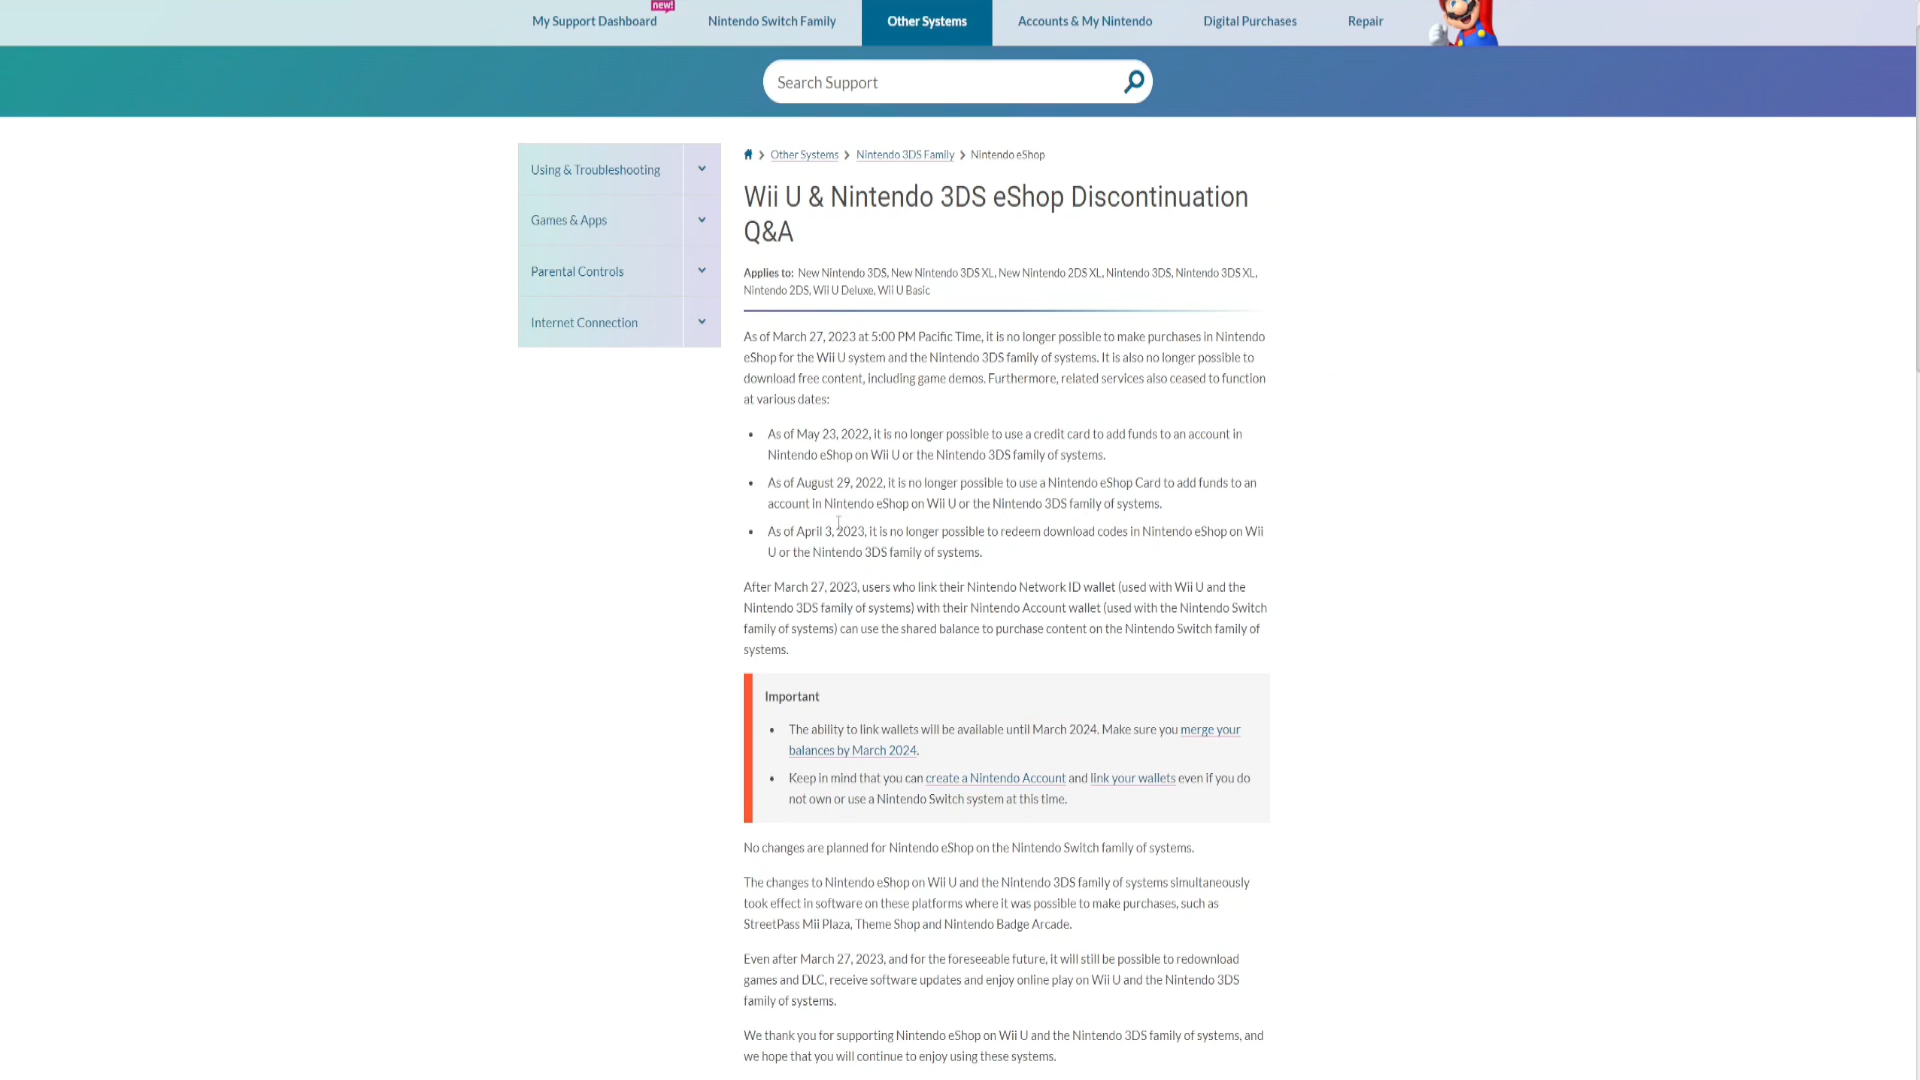 new!
My Support Dashboard Nintendo Switch Family Other Systems Accounts & My Nintendo Digital Purchases Repair
Search Support
Using & Troubleshooting
Games & Apps
Parental Controls
Internet Connection
Other Systems Nintendo 3DS Family Nintendo eShop
Wii U & Nintendo 3DS eShop Discontinuation
Q&A
Applies to: New Nintendo 3DS, New Nintendo 3DS XL, New Nintendo 2DS XL, Nintendo 3DS, Nintendo 3DS XL,
Nintendo 2DS, Wii U Deluxe, Wii U Basic
As of March 27, 2023 at 5:00 PM Pacific Time, it is no longer possible to make purchases in Nintendo
eShop for the Wii U system and the Nintendo 3DS family of systems. It is also no longer possible to
download free content, including game demos. Furthermore, related services also ceased to function
at various dates:
• As of May 23, 2022, it is no longer possible to use a credit card to add funds to an account in
Nintendo eShop on Wii U or the Nintendo 3DS family of systems.
• As of August 29, 2022, it is no longer possible to use a Nintendo eShop Card to add funds to an
account in Nintendo eShop on Wii U or the Nintendo 3DS family of systems.
• As of April 3, 2023, it is no longer possible to redeem download codes in Nintendo eShop on Wii
U or the Nintendo 3DS family of systems.
After March 27, 2023, users who link their Nintendo Network ID wallet (used with Wii U and the
Nintendo 3DS family of systems) with their Nintendo Account wallet (used with the Nintendo Switch
family of systems) can use the shared balance to purchase content on the Nintendo Switch family of
systems.
Important
• The ability to link wallets will be available until March 2024. Make sure you merge your
balances by March 2024.
• Keep in mind that you can create a Nintendo Account and link your wallets even if you do
not own or use a Nintendo Switch system at this time.
No changes are planned for Nintendo eShop on the Nintendo Switch family of systems.
The changes to Nintendo eShop on Wii U and the Nintendo 3DS family of systems simultaneously
took effect in software on these platforms where it was possible to make purchases, such as
StreetPass Mii Plaza, Theme Shop and Nintendo Badge Arcade.
Even after March 27, 2023, and for the foreseeable future, it will still be possible to redownload
games and DLC, receive software updates and enjoy online play on Wii U and the Nintendo 3DS
family of systems.
We thank you for supporting Nintendo eShop on Wii U and the Nintendo 3DS family of systems, and
we hope that you will continue to enjoy using these systems.